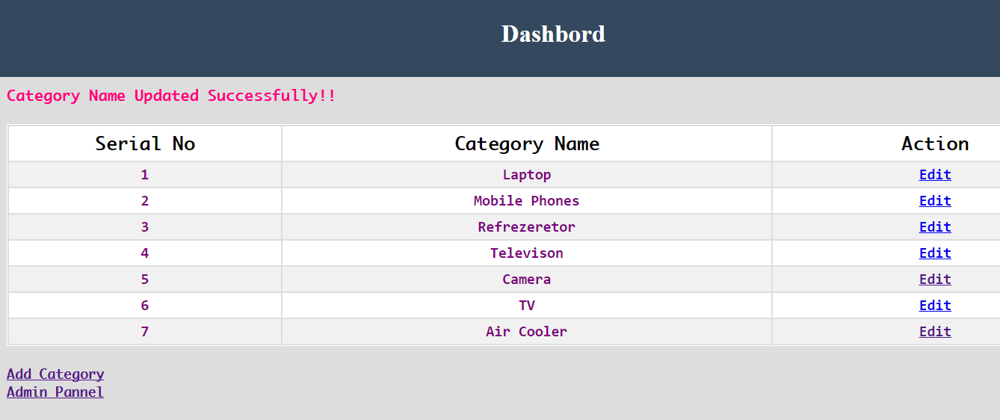 Dashbord
Category Name Updated Successfully!!
Serial No Category Name Action
1 Laptop Edit
2 Mobile Phones Edit
3 Refrezeretor Edit
4 Televison Edit
5 Camera Edit
6 TV Edit
7 Air Cooler Edit
Add Category
Admin Pannel